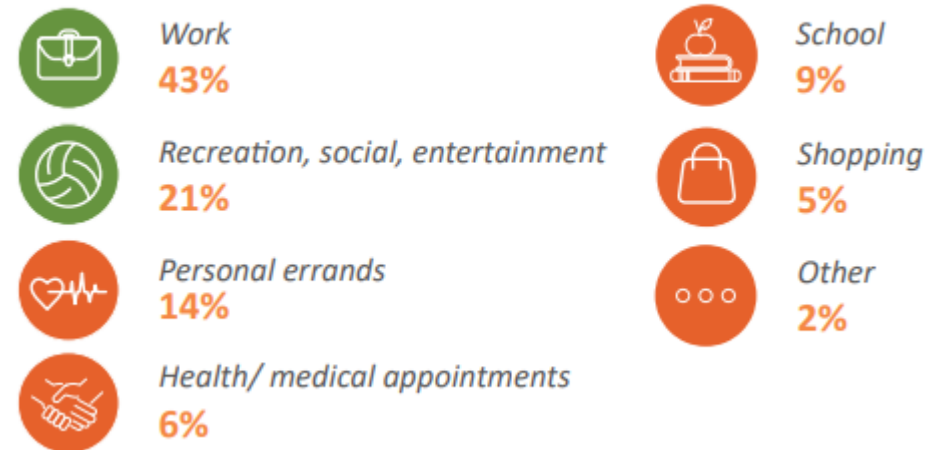 Work
43%
Recreation, social, entertainment
21%
Personal errands
14%
Health/ medical appointments
6%
School
9%
Shopping
5%
Other
2%